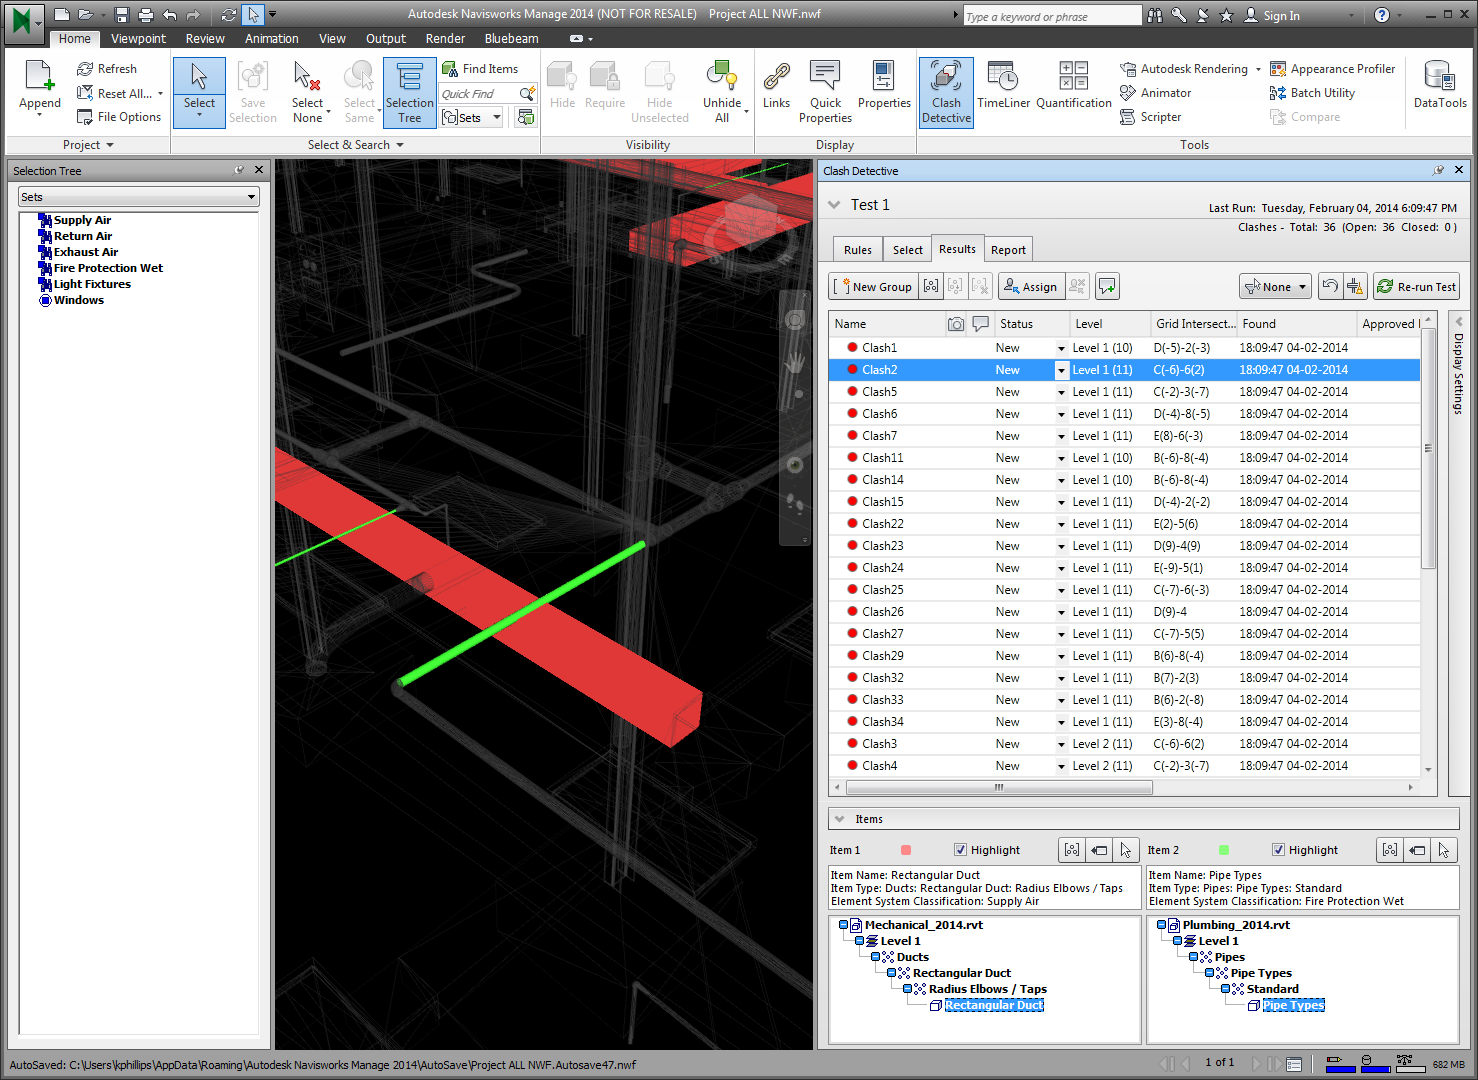 Autodesk Navisworks Manage 2014 (NOT FOR RESALE) Project ALL NWF.nwf
Type a keyword or phrase
Sign In
Home Viewpoint Review Animation View Output Render Bluebeam
Append
Refresh
Reset All...
File Options
Project
Select
Save Selection
Select None
Select Same
Selection Tree
Find Items
Quick Find
Sets
Select & Search
Hide
Require
Hide Unselected
Unhide All
Visibility
Links
Quick Properties
Properties
Display
Clash Detective
TimeLiner
Quantification
Autodesk Rendering
Animator
Scripter
Appearance Profiler
Batch Utility
Compare
DataTools
Tools
Selection Tree
Sets
Supply Air
Return Air
Exhaust Air
Fire Protection Wet
Light Fixtures
Windows
Clash Detective
Test 1
Last Run: Tuesday, February 04, 2014 6:09:47 PM
Clashes - Total: 36 (Open: 36 Closed: 0 )
Rules Select Results Report
New Group Assign None Re-run Test
Name Status Level Grid Intersect... Found Approved
Clash1 New Level 1 (10) D(-5)-2(-3) 18:09:47 04-02-2014
Clash2 New Level 1 (11) C(-6)-6(2) 18:09:47 04-02-2014
Clash5 New Level 1 (11) C(-2)-3(-7) 18:09:47 04-02-2014
Clash6 New Level 1 (11) D(-4)-8(-5) 18:09:47 04-02-2014
Clash7 New Level 1 (11) E(8)-6(-3) 18:09:47 04-02-2014
Clash11 New Level 1 (10) B(-6)-8(-4) 18:09:47 04-02-2014
Clash14 New Level 1 (10) B(-6)-8(-4) 18:09:47 04-02-2014
Clash15 New Level 1 (11) D(-4)-2(-2) 18:09:47 04-02-2014
Clash22 New Level 1 (11) E(2)-5(6) 18:09:47 04-02-2014
Clash23 New Level 1 (11) D(9)-4(9) 18:09:47 04-02-2014
Clash24 New Level 1 (11) E(-9)-5(1) 18:09:47 04-02-2014
Clash25 New Level 1 (11) C(-7)-6(-3) 18:09:47 04-02-2014
Clash26 New Level 1 (11) D(9)-4 18:09:47 04-02-2014
Clash27 New Level 1 (11) C(-7)-5(5) 18:09:47 04-02-2014
Clash29 New Level 1 (11) B(6)-8(-4) 18:09:47 04-02-2014
Clash32 New Level 1 (11) B(7)-2(3) 18:09:47 04-02-2014
Clash33 New Level 1 (11) B(6)-2(-8) 18:09:47 04-02-2014
Clash34 New Level 1 (11) E(3)-8(-4) 18:09:47 04-02-2014
Clash3 New Level 2 (11) C(-6)-6(2) 18:09:47 04-02-2014
Clash4 New Level 2 (11) C(-2)-3(-7) 18:09:47 04-02-2014
Display Settings
Items
Item 1 Highlight
Item Name: Rectangular Duct
Item Type: Ducts: Rectangular Duct: Radius Elbows / Taps
Element System Classification: Supply Air
Mechanical_2014.rvt
Level 1
Ducts
Rectangular Duct
Radius Elbows / Taps
Rectangular Duct
Item 2 Highlight
Item Name: Pipe Types
Item Type: Pipes: Pipe Types: Standard
Element System Classification: Fire Protection Wet
Plumbing_2014.rvt
Level 1
Pipes
Pipe Types
Standard
Pipe Types
AutoSaved: C:\Users\kphillips\AppData\Roaming\Autodesk Navisworks Manage 2014\AutoSave\Project ALL NWF.Autosave47.nwf
1 of 1
682 MB